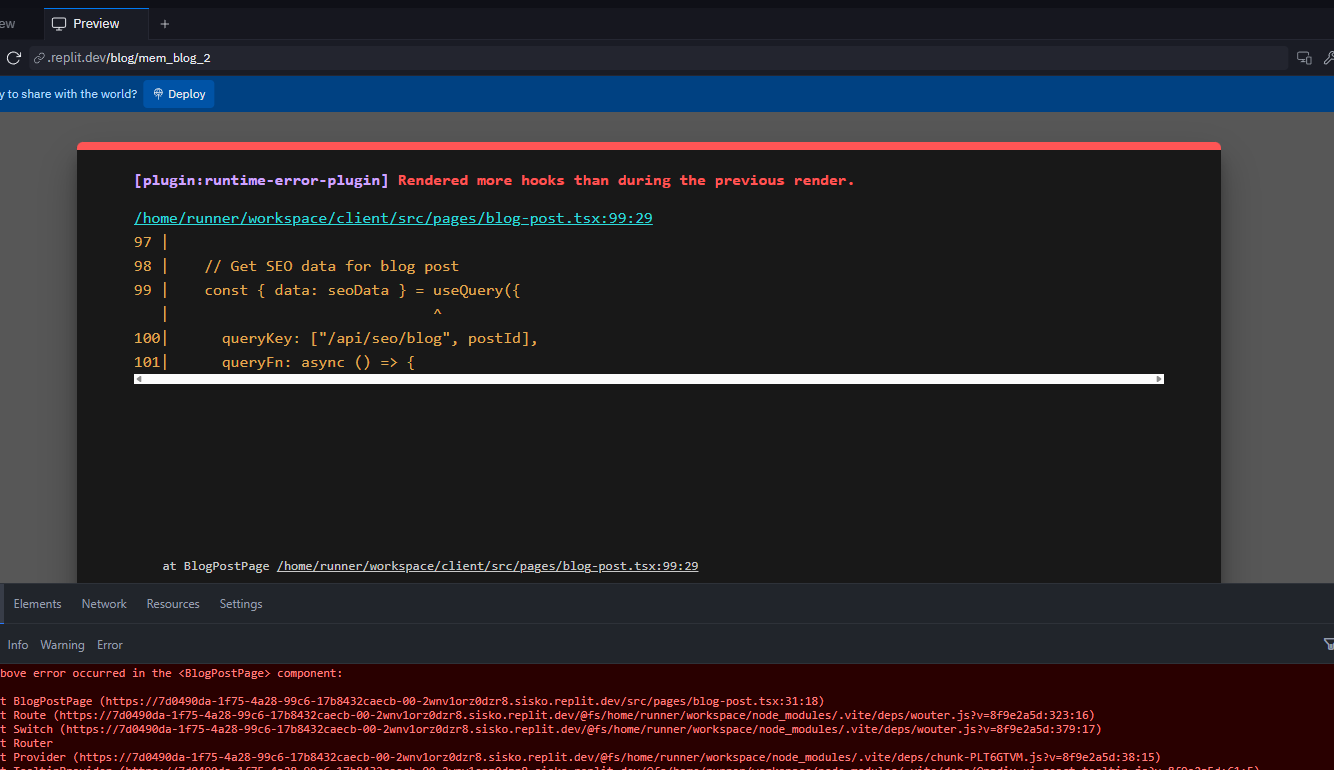 ew
Preview
.replit.dev/blog/mem_blog_2
y to share with the world?
Deploy
[plugin:runtime-error-plugin] Rendered more hooks than during the previous render.
/home/runner/workspace/client/src/pages/blog-post.tsx:99:29
97 |
98 | // Get SEO data for blog post
99 | const { data: seoData } = useQuery({
| ^
100| queryKey: ["/api/seo/blog", postId],
101| queryFn: async () => {
at BlogPostPage /home/runner/workspace/client/src/pages/blog-post.tsx:99:29
Elements Network Resources Settings
Info Warning Error
bove error occurred in the <BlogPostPage> component:
t BlogPostPage (https://7d0490da-1f75-4a28-99c6-17b8432caecb-00-2wnv1orz0dzr8.sisko.replit.dev/src/pages/blog-post.tsx:31:18)
t Route (https://7d0490da-1f75-4a28-99c6-17b8432caecb-00-2wnv1orz0dzr8.sisko.replit.dev/@fs/home/runner/workspace/node_modules/.vite/deps/wouter.js?v=8f9e2a5d:323:16)
t Switch (https://7d0490da-1f75-4a28-99c6-17b8432caecb-00-2wnv1orz0dzr8.sisko.replit.dev/@fs/home/runner/workspace/node_modules/.vite/deps/wouter.js?v=8f9e2a5d:379:17)
t Router
t Provider (https://7d0490da-1f75-4a28-99c6-17b8432caecb-00-2wnv1orz0dzr8.sisko.replit.dev/@fs/home/runner/workspace/node_modules/.vite/deps/chunk-PLT6GTVM.js?v=8f9e2a5d:38:15)